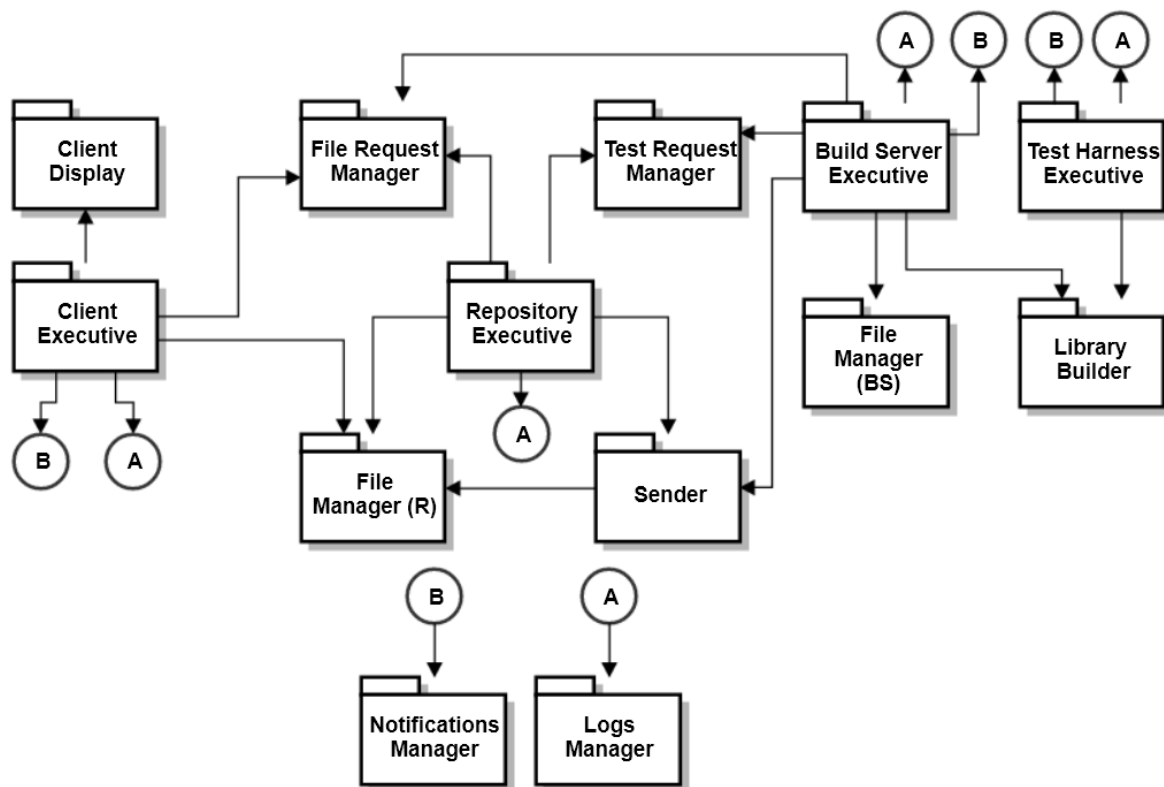 A
B
B
A
Client
Display
File Request
Manager
Test Request
Manager
Build Server
Executive
Test Harness
Executive
Client
Executive
Repository
Executive
File
Manager
(BS)
Library
Builder
B
A
A
File
Manager (R)
Sender
B
A
Notifications
Manager
Logs
Manager